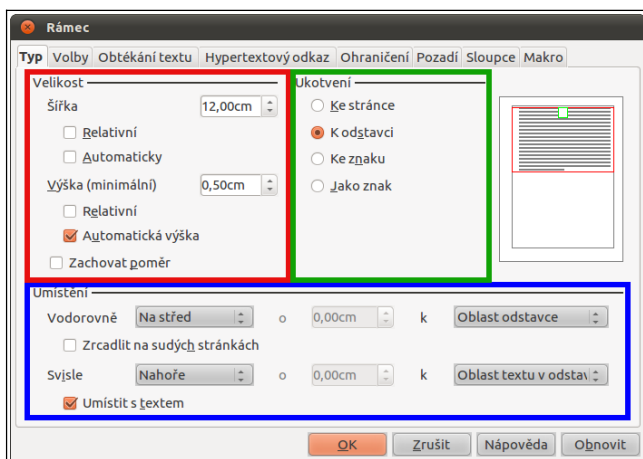 Rámec
Typ Volby Obtékání textu Hypertextový odkaz Ohraničení Pozadí Sloupce Makro
Velikost
Šířka 12,00cm
Relativní
Automaticky
Výška (minimální) 0,50cm
Relativní
Automatická výška
Zachovat poměr
Ukotvení
Ke stránce
K odstavci
Ke znaku
Jako znak
Umístění
Vodorovně Na střed o 0,00cm k Oblast odstavce
Zrcadlit na sudých stránkách
Svisle Nahoře o 0,00cm k Oblast textu v odstav
Umístit s textem
OK Zrušit Nápověda Obnovit